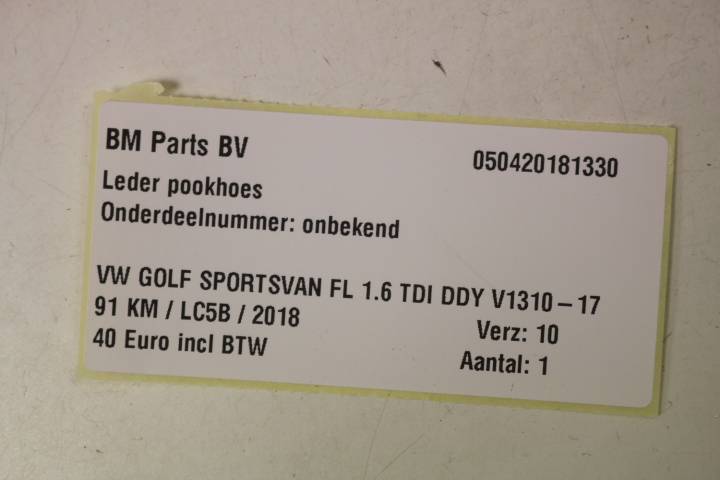 BM Parts BV 050420181330
Leder pookhoes
Onderdeelnummer: onbekend
VW GOLF SPORTSVAN FL 1.6 TDI DDY V1310-17
91 KM / LC5B / 2018 Verz: 10
40 Euro incl BTW Aantal: 1